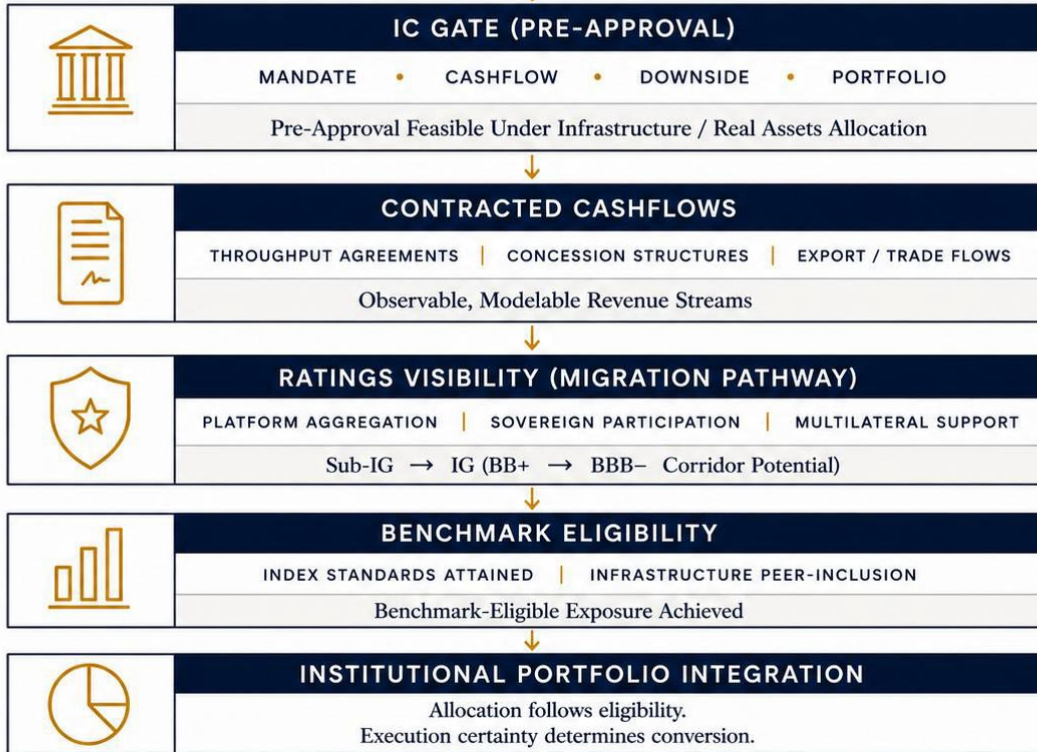 IC GATE (PRE-APPROVAL)
MANDATE • CASHFLOW • DOWNSIDE • PORTFOLIO
Pre-Approval Feasible Under Infrastructure / Real Assets Allocation
CONTRACTED CASHFLOWS
THROUGHPUT AGREEMENTS | CONCESSION STRUCTURES | EXPORT / TRADE FLOWS
Observable, Modelable Revenue Streams
RATINGS VISIBILITY (MIGRATION PATHWAY)
PLATFORM AGGREGATION | SOVEREIGN PARTICIPATION | MULTILATERAL SUPPORT
Sub-IG → IG (BB+ → BBB– Corridor Potential)
BENCHMARK ELIGIBILITY
INDEX STANDARDS ATTAINED | INFRASTRUCTURE PEER-INCLUSION
Benchmark-Eligible Exposure Achieved
INSTITUTIONAL PORTFOLIO INTEGRATION
Allocation follows eligibility.
Execution certainty determines conversion.